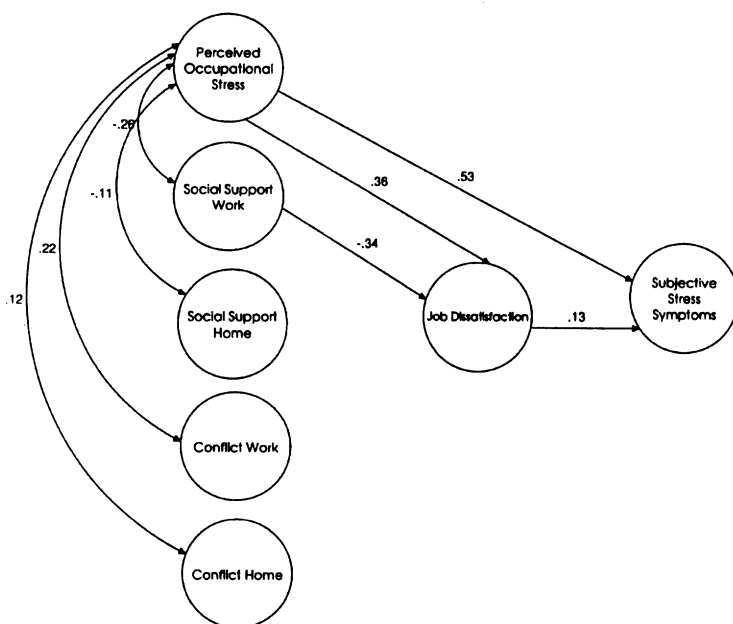 Perceived
Occupational
Stress
-.26
Social Support
Work
-.11
.36
.53
-.34
.22
.12
Social Support
Home
Job Dissatisfaction
.13
Subjective
Stress
Symptoms
Conflict Work
Conflict Home